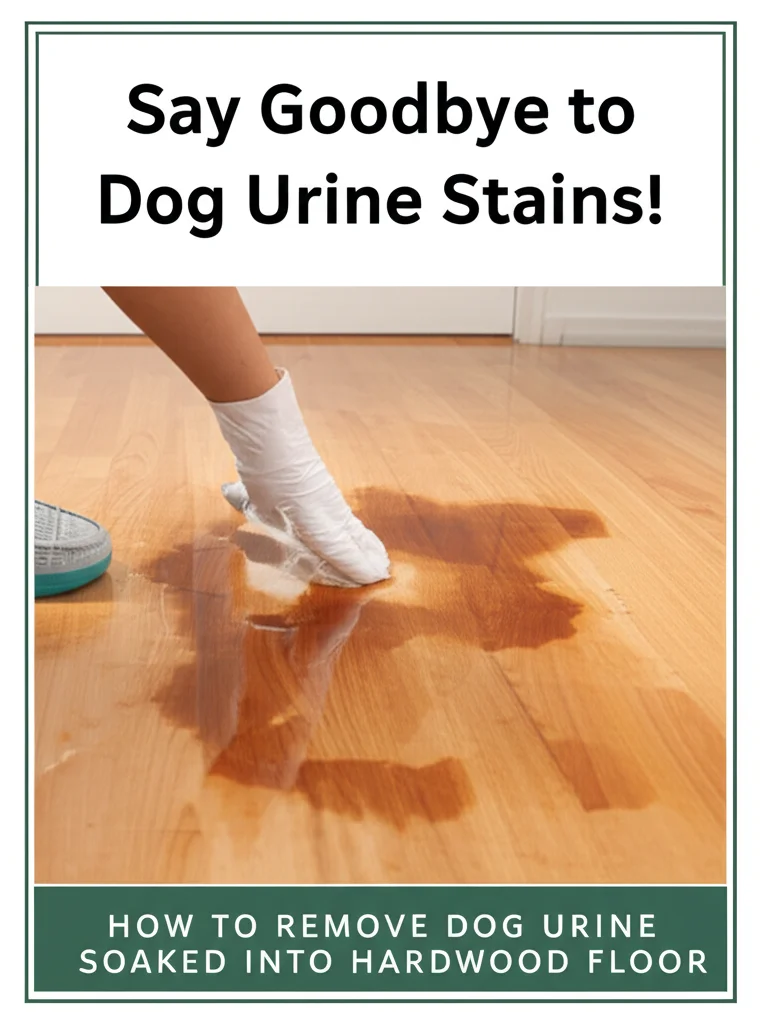 Say Goodbye to
Dog Urine Stains!
HOW TO REMOVE DOG URINE
SOAKED INTO HARDWOOD FLOOR